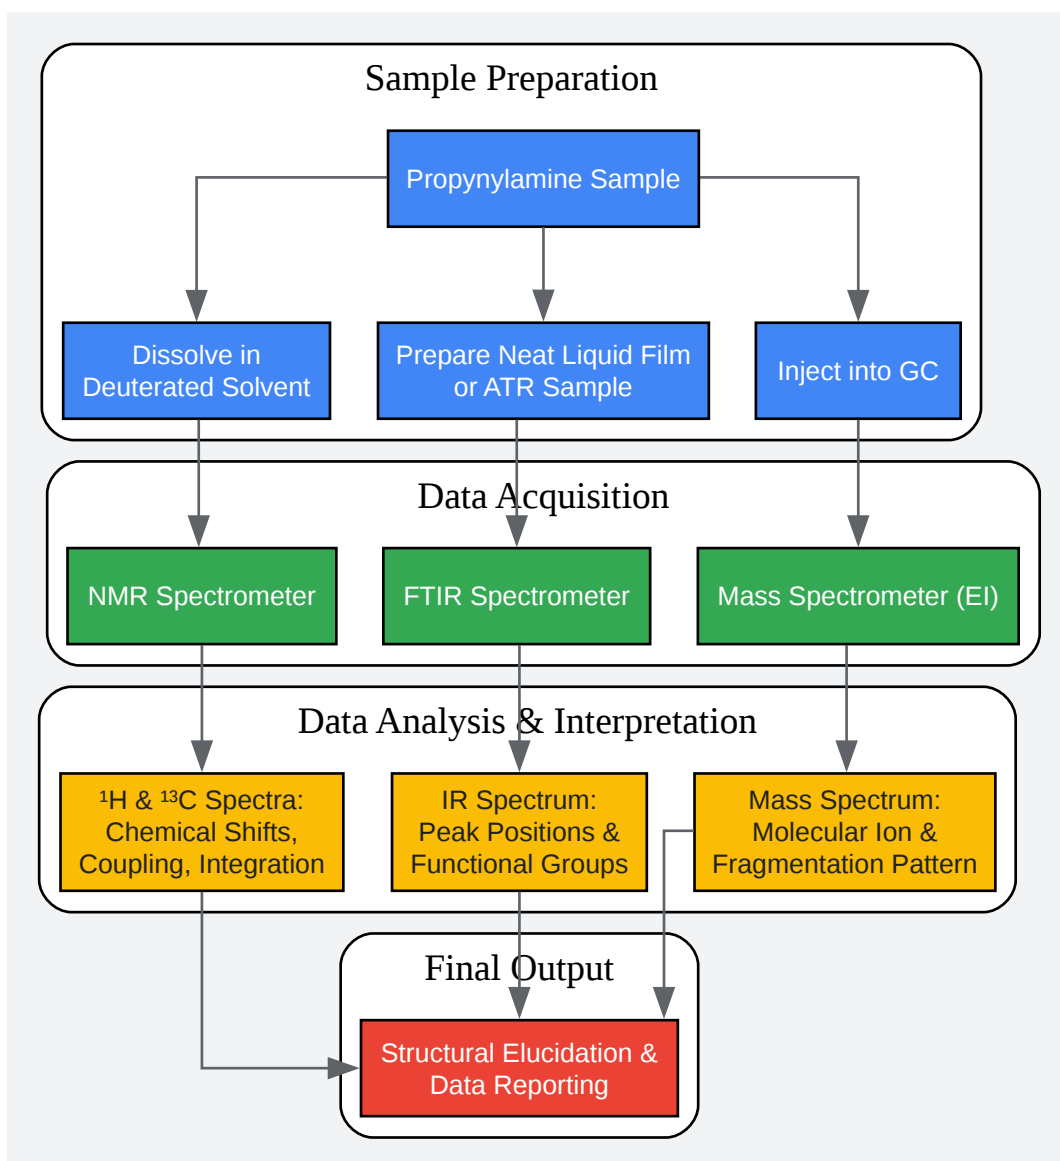 Sample Preparation
Propynylamine Sample
Dissolve in
Deuterated Solvent
Prepare Neat Liquid Film
or ATR Sample
Inject into GC
Data Acquisition
NMR Spectrometer
FTIR Spectrometer
Mass Spectrometer (EI)
Data Analysis & Interpretation
¹H & ¹³C Spectra:
Chemical Shifts,
Coupling, Integration
IR Spectrum:
Peak Positions &
Functional Groups
Mass Spectrum:
Molecular Ion &
Fragmentation Pattern
Final Output
Structural Elucidation &
Data Reporting